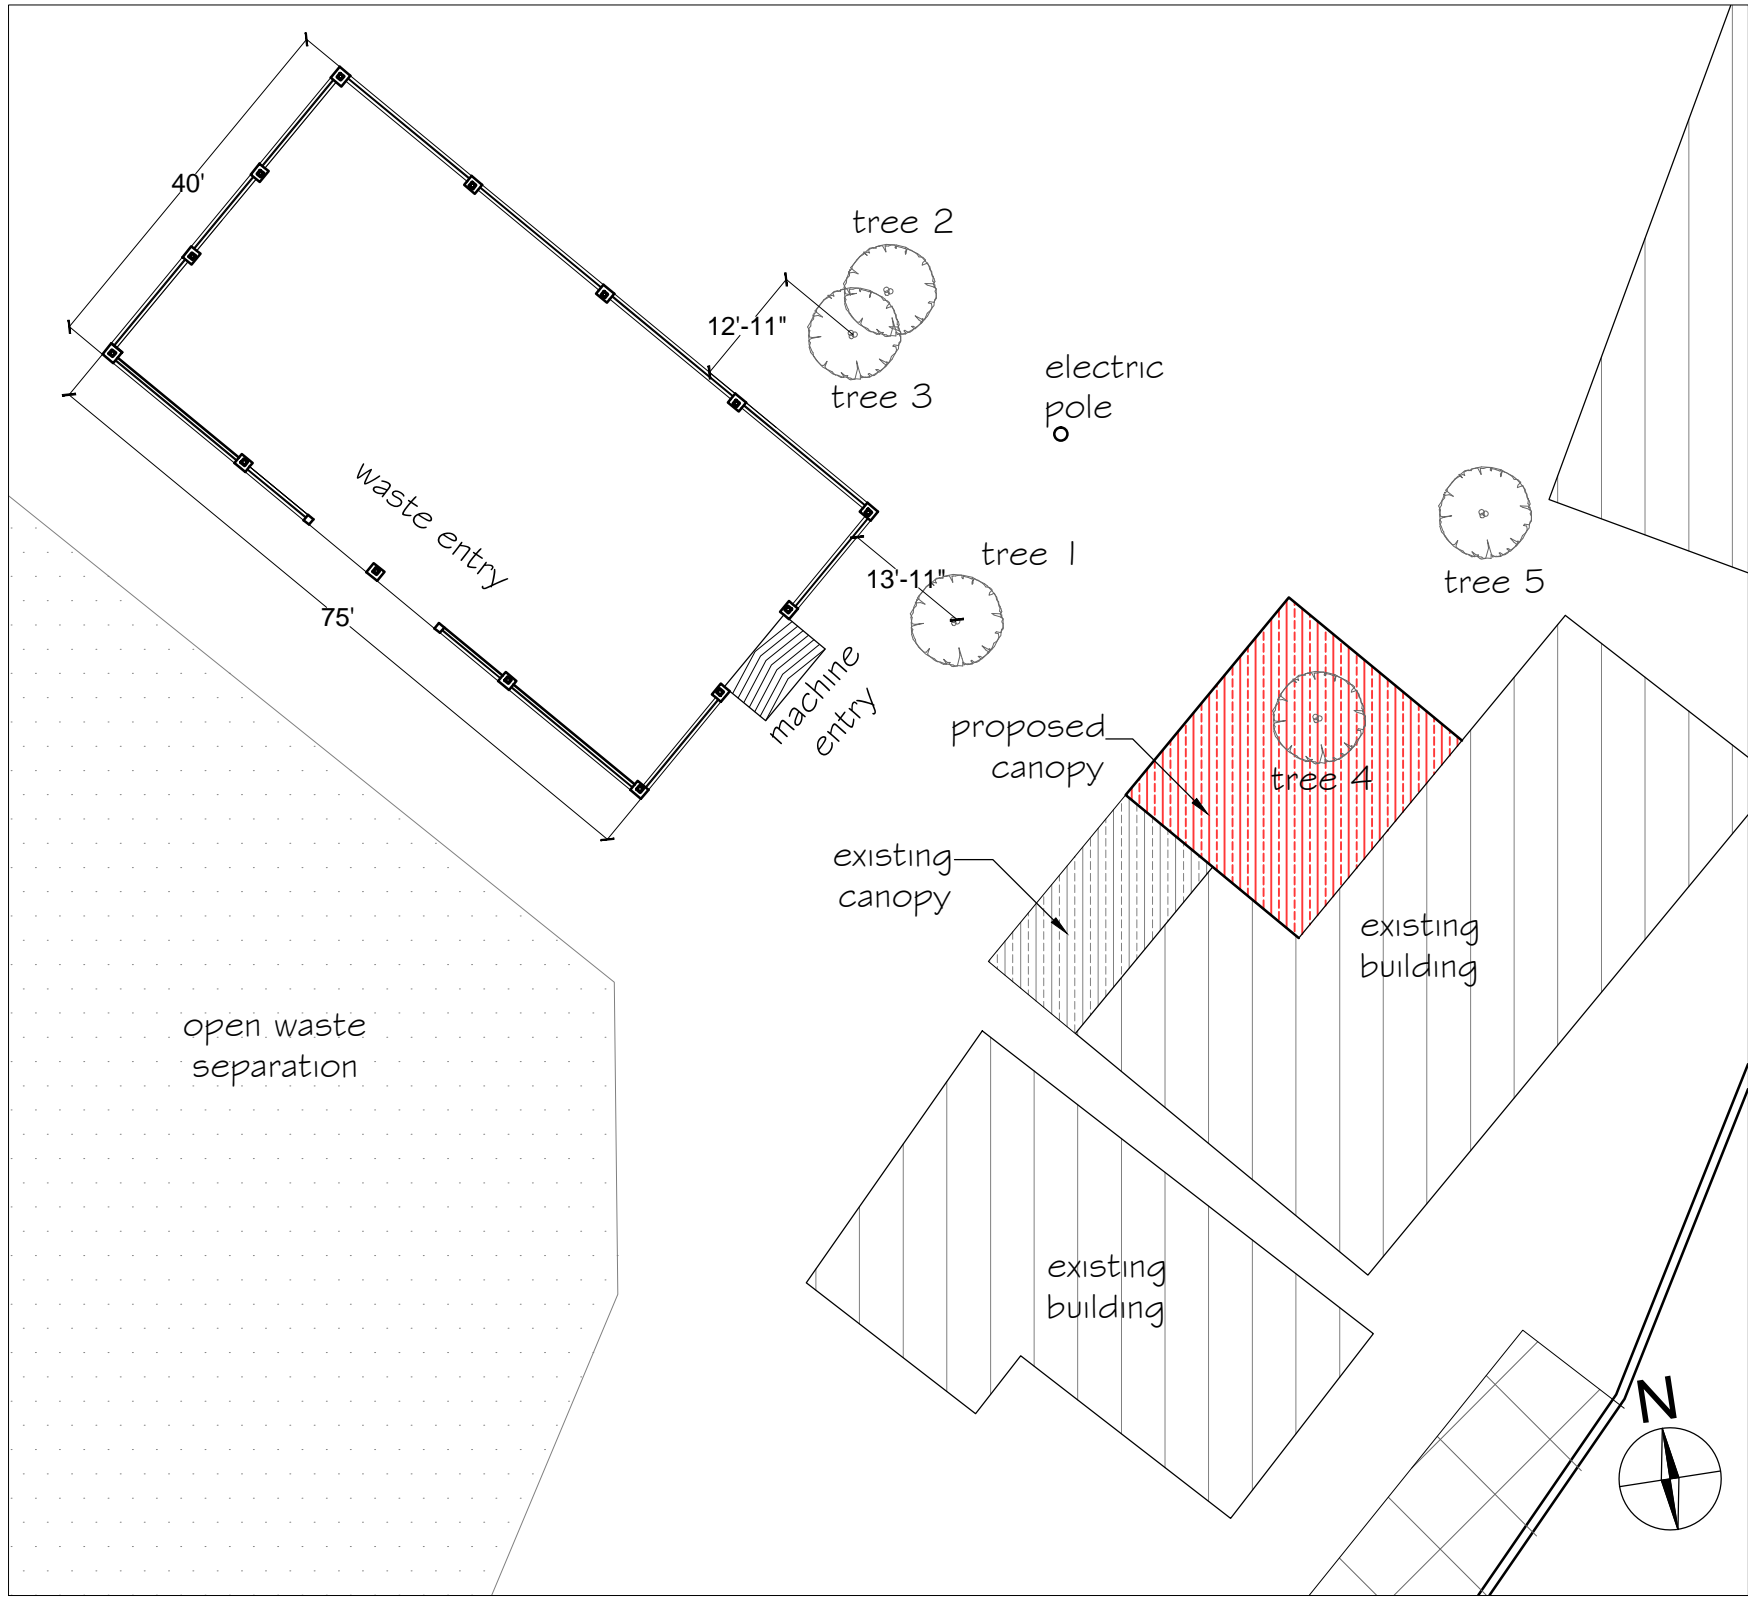 40'
tree 2
12'-11"
tree 3
electric
pole
waste entry
tree 1
13'-11"
tree 5
75'
machine
entry
proposed
canopy
tree 4
existing
canopy
existing
building
open waste
separation
existing
building
N